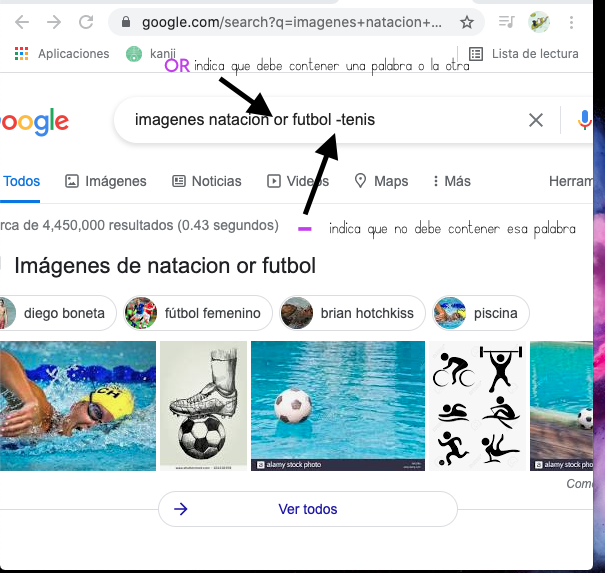 google.com/search?q=imagenes+natacion+...
Aplicaciones kanji Lista de lectura
OR indica que debe contener una palabra o la otra
oogle imagenes natacion or futbol -tenis
Todos Imágenes Noticias Videos Maps Más Herram
rca de 4,450,000 resultados (0.43 segundos)
- indica que no debe contener esa palabra
Imágenes de natacion or futbol
diego boneta fútbol femenino brian hotchkiss piscina
alamy stock photo alamy stock pho
Come
Ver todos